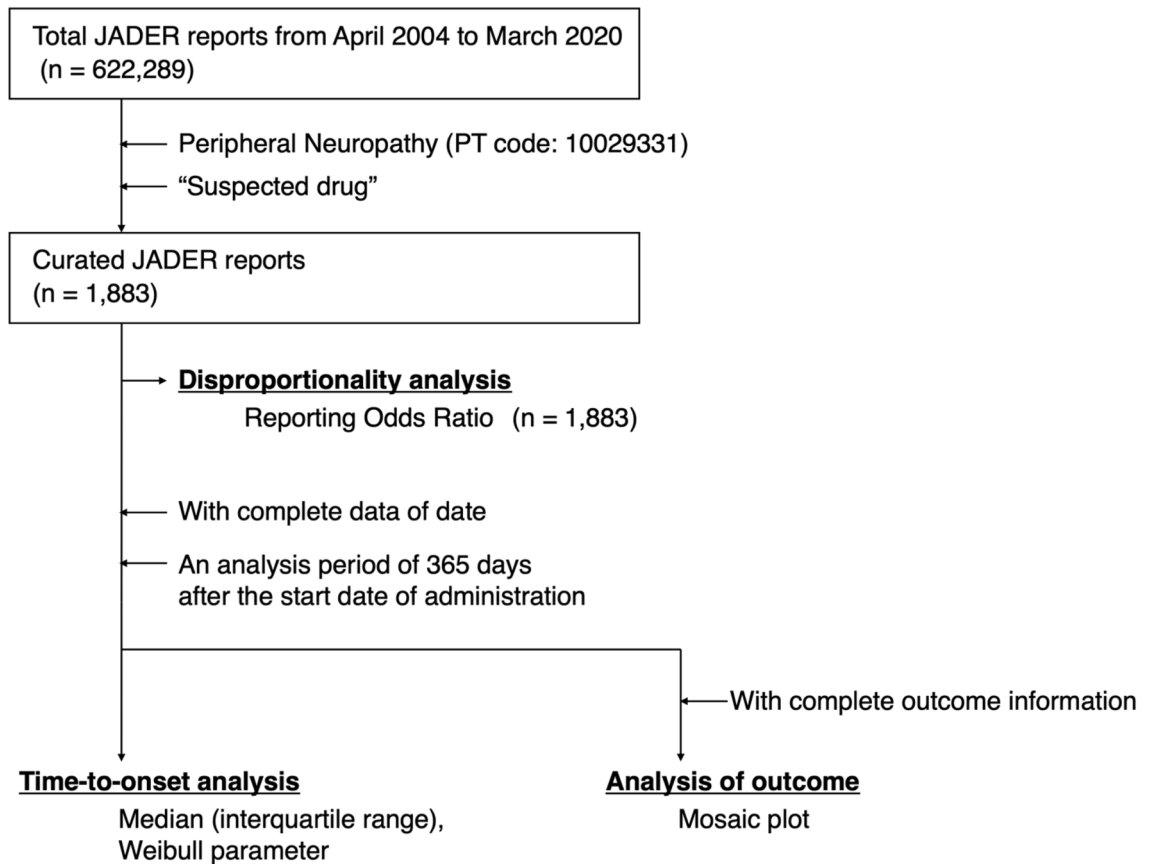 Total JADER reports from April 2004 to March 2020
(n = 622,289)
Peripheral Neuropathy (PT code: 10029331)
“Suspected drug”
Curated JADER reports
(n = 1,883)
Disproportionality analysis
Reporting Odds Ratio (n = 1,883)
With complete data of date
An analysis period of 365 days
after the start date of administration
With complete outcome information
Time-to-onset analysis
Median (interquartile range),
Weibull parameter
Analysis of outcome
Mosaic plot